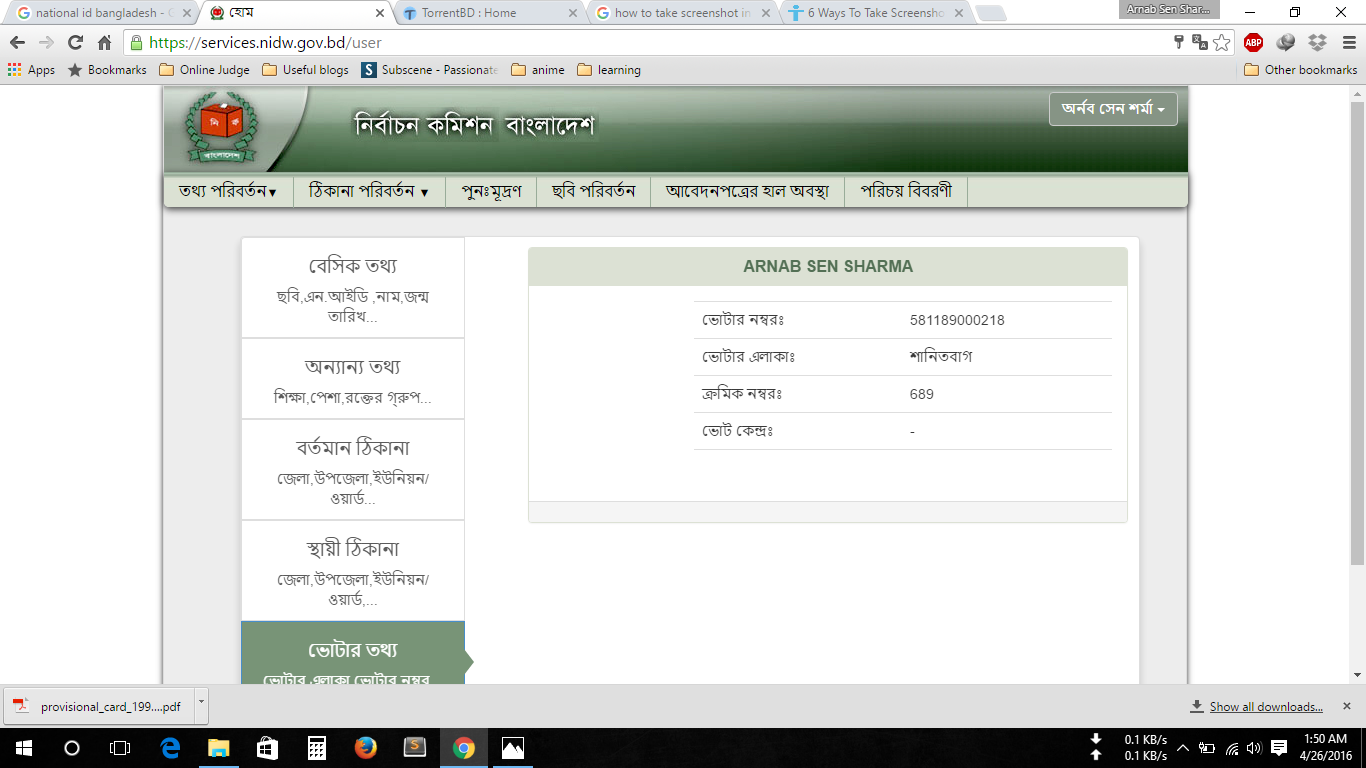 national id bangladesh - G
হোম
TorrentBD : Home
how to take screenshot in
6 Ways To Take Screensho
Arnab Sen Shar...
https://services.nidw.gov.bd/user
ABP
Apps
Bookmarks
Online Judge
Useful blogs
S Subscene - Passionate
anime
learning
Other bookmarks
নির্বাচন কমিশন বাংলাদেশ
নি ক
বাংলাদেশ
অর্নব সেন শর্মা
তথ্য পরিবর্তন▼
ঠিকানা পরিবর্তন ▼
পুনঃমূদ্রণ
ছবি পরিবর্তন
আবেদনপত্রের হাল অবস্থা
পরিচয় বিবরণী
বেসিক তথ্য
ছবি,এন.আইডি ,নাম,জন্ম
তারিখ...
অন্যান্য তথ্য
শিক্ষা,পেশা,রক্তের গ্রুপ...
বর্তমান ঠিকানা
জেলা,উপজেলা,ইউনিয়ন/
ওয়ার্ড...
স্থায়ী ঠিকানা
জেলা,উপজেলা,ইউনিয়ন/
ওয়ার্ড,...
ভোটার তথ্য
ভোটার এলাকা ভোটার নম্বর
ARNAB SEN SHARMA
ভোটার নম্বরঃ 581189000218
ভোটার এলাকাঃ শানিতবাগ
ক্রমিক নম্বরঃ 689
ভোট কেন্দ্রঃ -
provisional_card_199....pdf
Show all downloads...
0.1 KB/s
0.1 KB/s
1:50 AM
4/26/2016